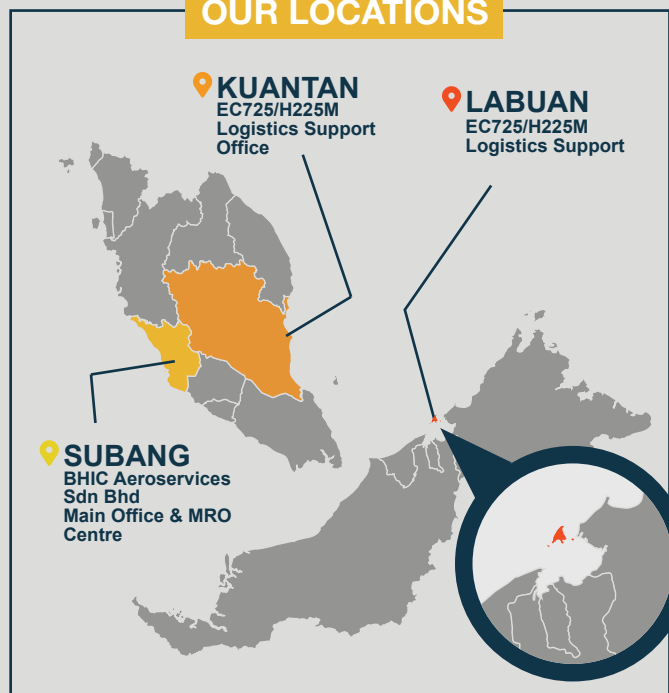 OUR LOCATIONS
KUANTAN
EC725/H225M
Logistics Support
Office
LABUAN
EC725/H225M
Logistics Support
SUBANG
BHIC Aeroservices
Sdn Bhd
Main Office & MRO
Centre